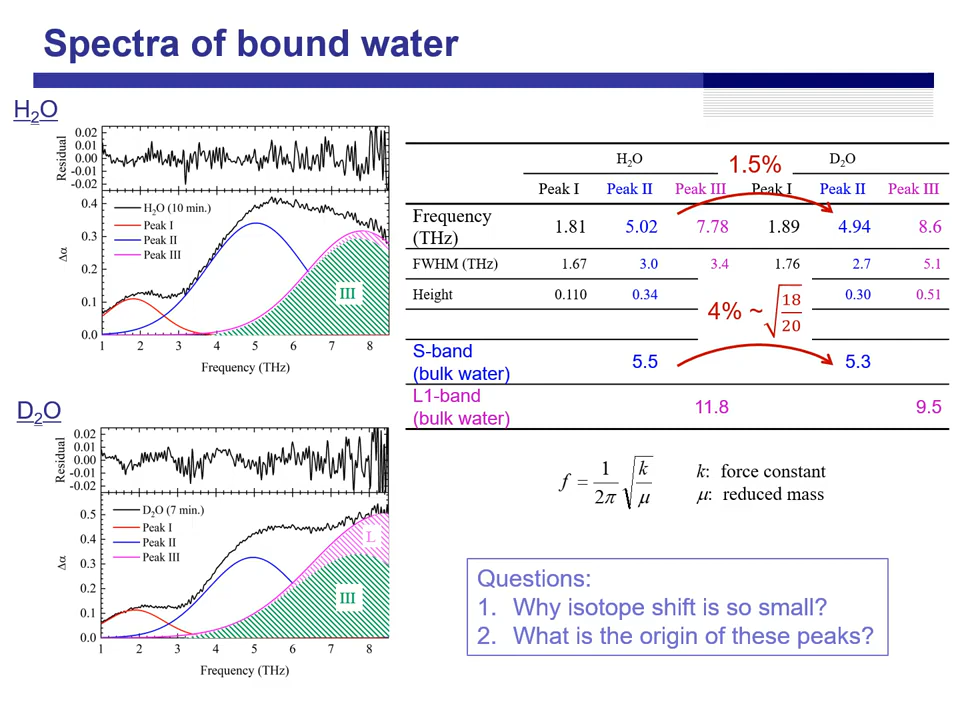 Spectra of bound water
H2O
Residual
0.02
0.01
0.00
-0.01
-0.02
Δα
0.4
0.3
0.2
0.1
0.0
H2O (10 min.)
Peak I
Peak II
Peak III
III
1 2 3 4 5 6 7 8
Frequency (THz)
D2O
Residual
0.02
0.01
0.00
-0.01
-0.02
Δα
0.5
0.4
0.3
0.2
0.1
0.0
D2O (7 min.)
Peak I
Peak II
Peak III
L
III
1 2 3 4 5 6 7 8
Frequency (THz)
H2O 1.5% D2O
Peak I Peak II Peak III Peak I Peak II Peak III
Frequency
(THz) 1.81 5.02 7.78 1.89 4.94 8.6
FWHM (THz) 1.67 3.0 3.4 1.76 2.7 5.1
Height 0.110 0.34 0.30 0.51
4% ~ √18/20
S-band
(bulk water) 5.5 5.3
L1-band
(bulk water) 11.8 9.5
f = 1/2π √k/μ
k: force constant
μ: reduced mass
Questions:
1. Why isotope shift is so small?
2. What is the origin of these peaks?